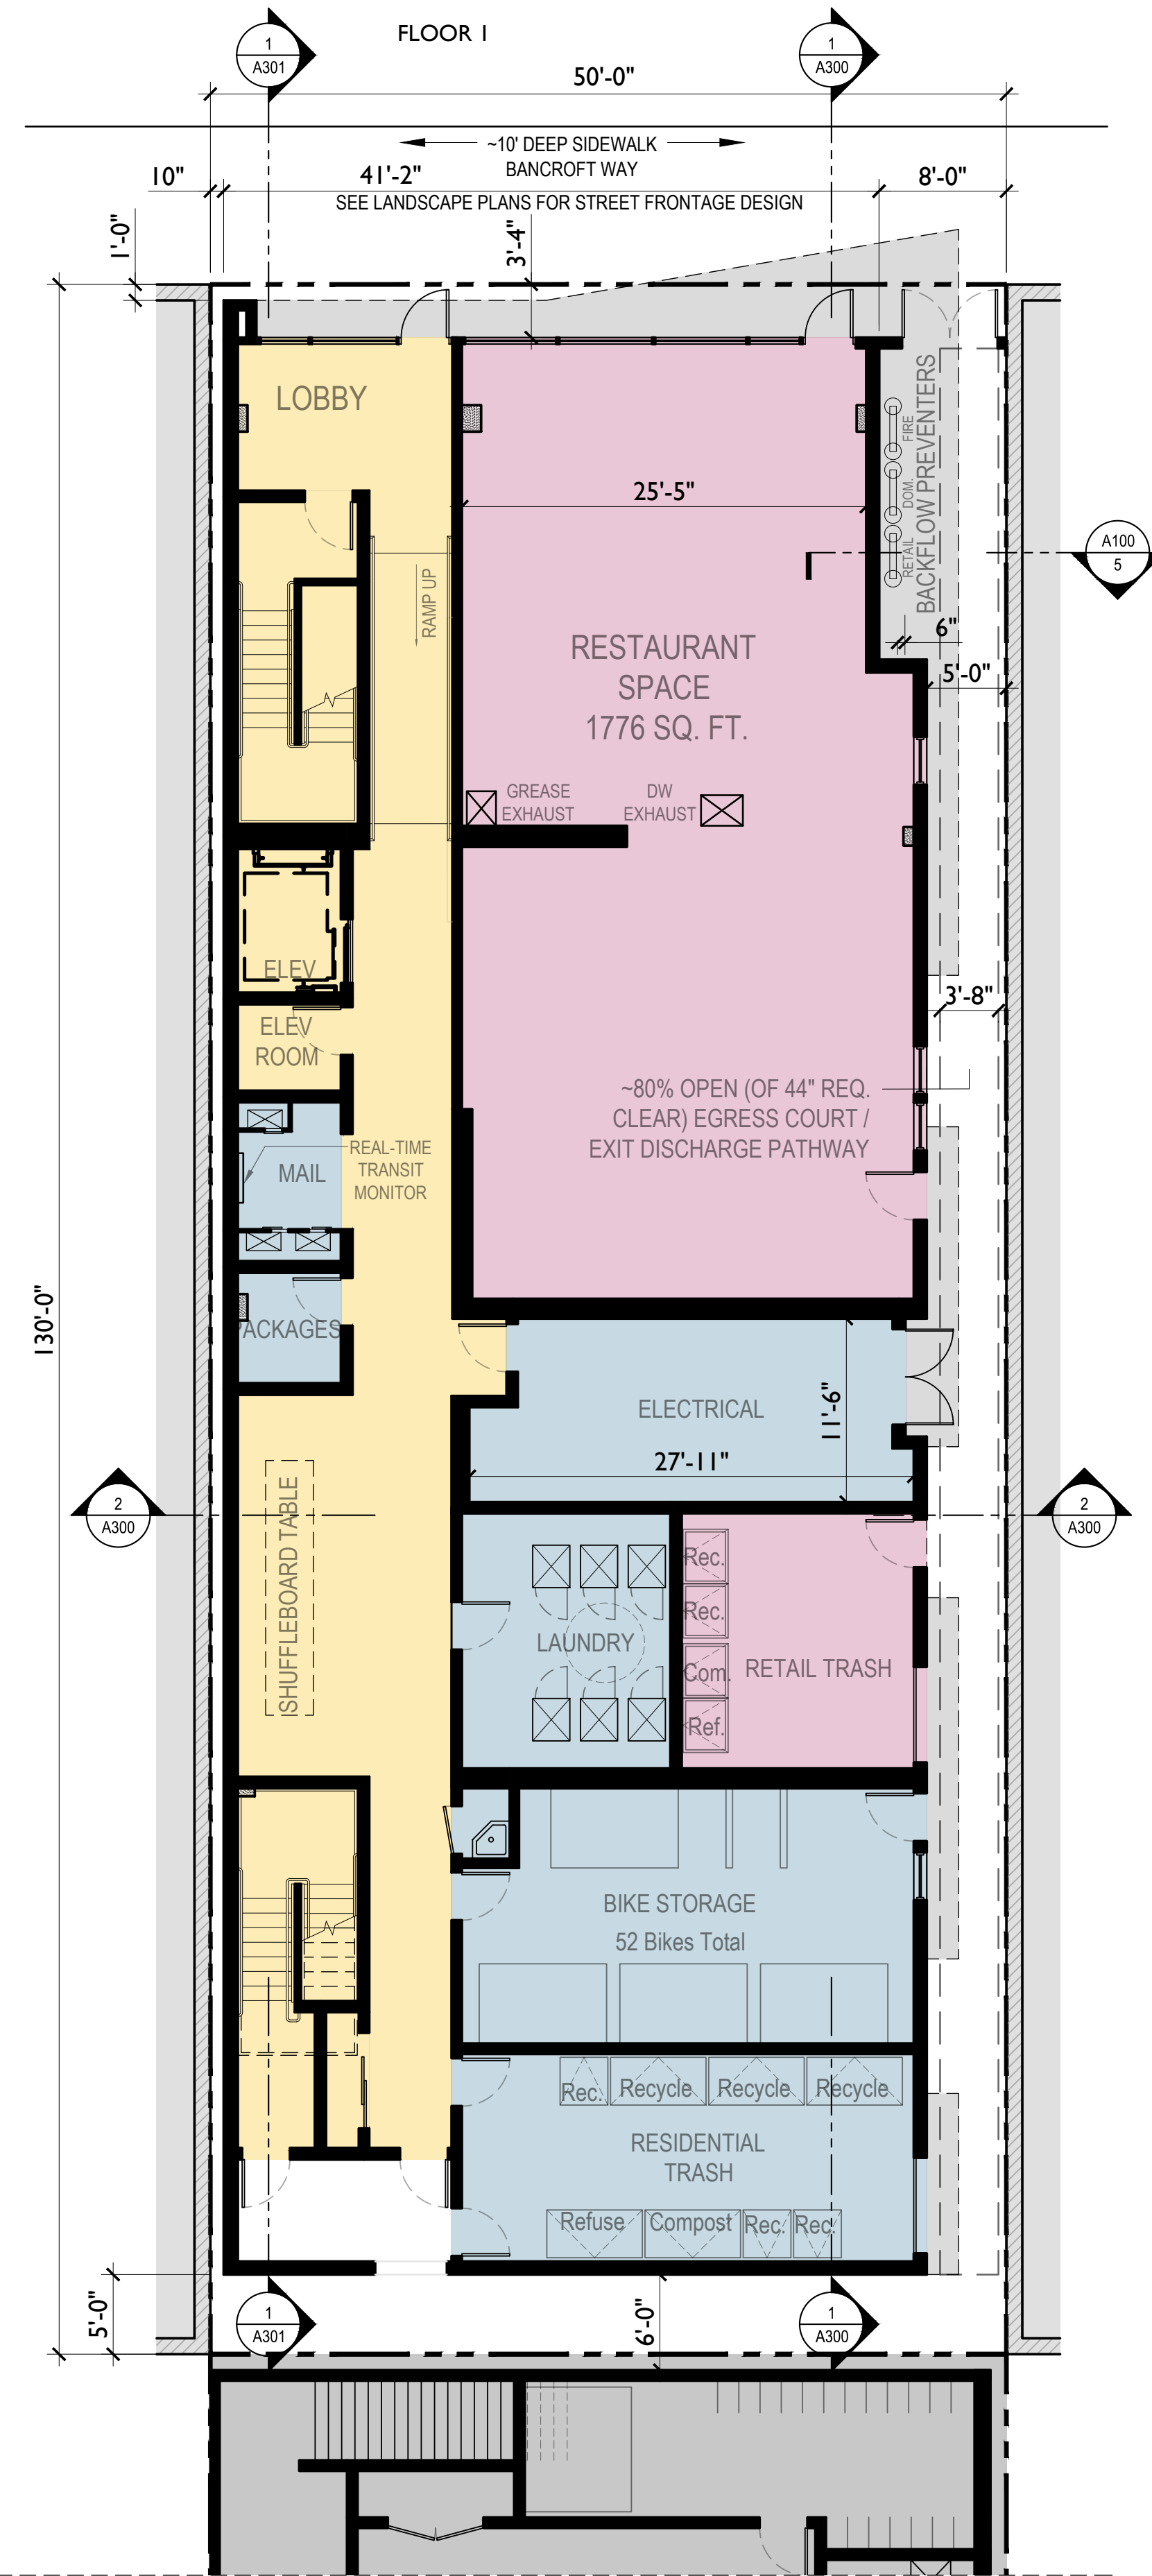 FLOOR 1
1
A301
1
A300
50'-0"
~10' DEEP SIDEWALK
BANCROFT WAY
10"
41'-2"
8'-0"
SEE LANDSCAPE PLANS FOR STREET FRONTAGE DESIGN
1'-0"
3'-4"
LOBBY
25'-5"
RAMP UP
FIRE
DOM.
RETAIL
BACKFLOW PREVENTERS
A100
5
6"
5'-0"
RESTAURANT
SPACE
1776 SQ. FT.
GREASE
EXHAUST
DW
EXHAUST
ELEV
ELEV
ROOM
3'-8"
~80% OPEN (OF 44" REQ.
CLEAR) EGRESS COURT /
EXIT DISCHARGE PATHWAY
MAIL
REAL-TIME
TRANSIT
MONITOR
130'-0"
PACKAGES
ELECTRICAL
11'-6"
27'-11"
2
A300
2
A300
SHUFFLEBOARD TABLE
LAUNDRY
Rec.
Rec.
Com.
Ref.
RETAIL TRASH
BIKE STORAGE
52 Bikes Total
Rec.
Recycle
Recycle
Recycle
RESIDENTIAL
TRASH
Refuse
Compost
Rec.
Rec.
5'-0"
1
A301
6'-0"
1
A300